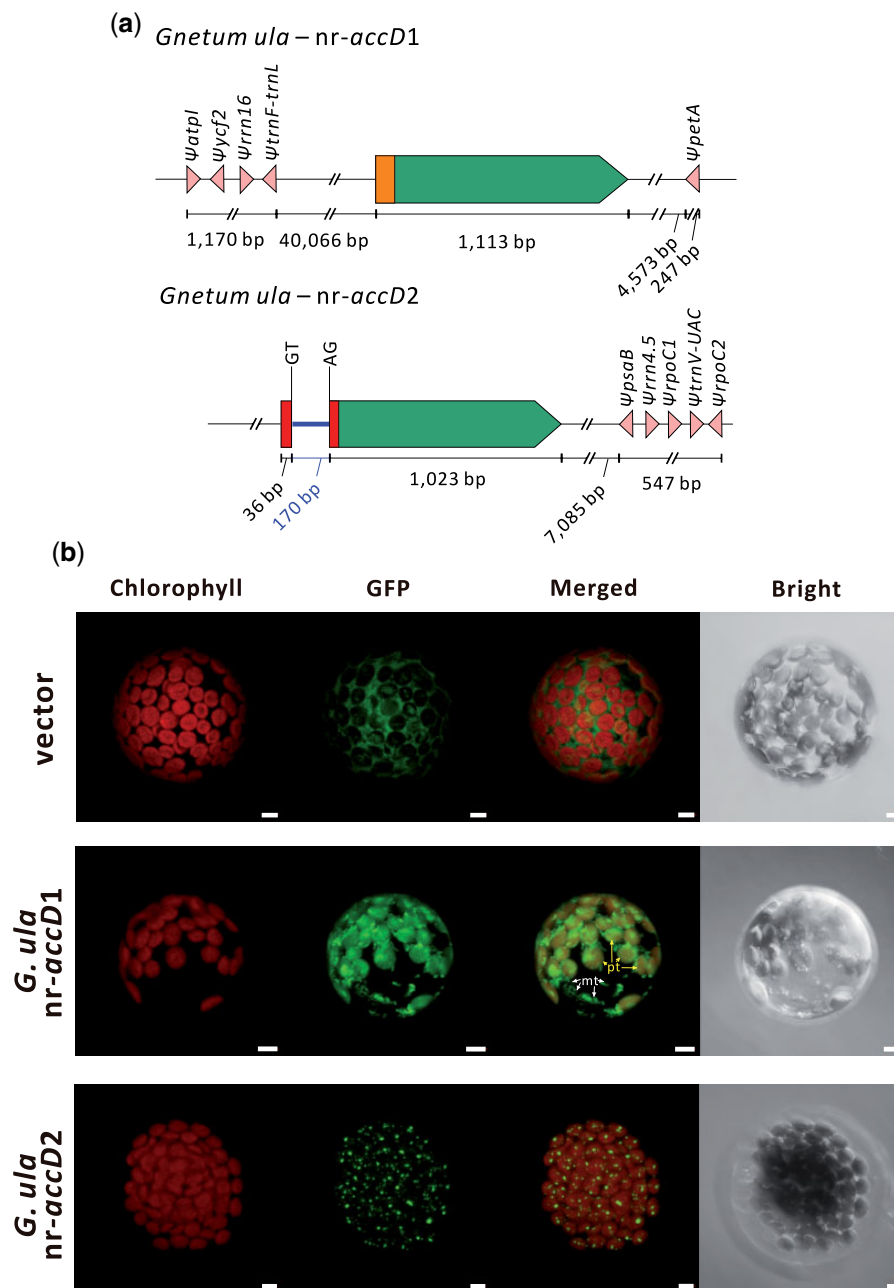 (a)
Gnetum ula – nr-accD1
ΨatpI
Ψycf2
Ψrrn16
ΨtrnF-trnL
ΨpetA
1,170 bp
40,066 bp
1,113 bp
4,573 bp
247 bp
Gnetum ula – nr-accD2
GT
AG
ΨpsaB
Ψrrn4.5
ΨrpoC1
ΨtrnV-UAC
ΨrpoC2
36 bp
170 bp
1,023 bp
7,085 bp
547 bp
(b)
Chlorophyll GFP Merged Bright
vector
G. ula
nr-accD1
pt
mt
G. ula
nr-accD2